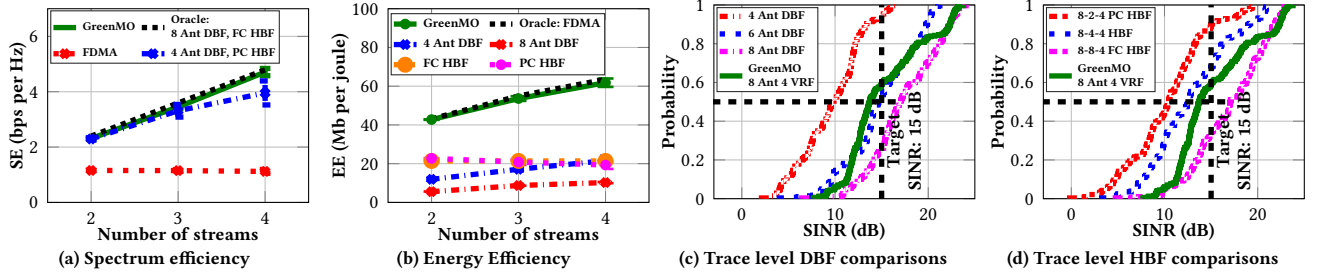 SE (bps per Hz)
6
4
2
0
GreenMO
Oracle:
8 Ant DBF, FC HBF
FDMA
4 Ant DBF, PC HBF
2
3
4
Number of streams
(a) Spectrum efficiency
EE (Mb per joule)
100
80
60
40
20
0
GreenMO
Oracle: FDMA
4 Ant DBF
8 Ant DBF
FC HBF
PC HBF
2
3
4
Number of streams
(b) Energy Efficiency
Probability
1
0.8
0.6
0.4
0.2
0
4 Ant DBF
6 Ant DBF
8 Ant DBF
GreenMO
8 Ant 4 VRF
Target
SINR: 15 dB
0
10
20
SINR (dB)
(c) Trace level DBF comparisons
Probability
1
0.8
0.6
0.4
0.2
0
8-2-4 PC HBF
8-4-4 HBF
8-8-4 FC HBF
GreenMO
8 Ant 4 VRF
Target
SINR: 15 dB
0
10
20
SINR (dB)
(d) Trace level HBF comparisons